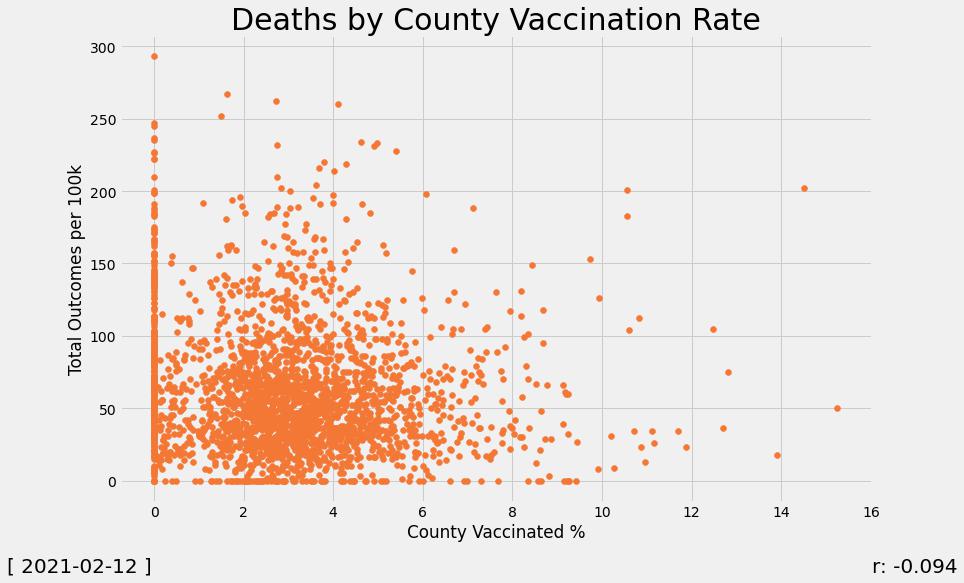 Deaths by County Vaccination Rate
Total Outcomes per 100k
300
250
200
150
100
50
0
0 2 4 6 8 10 12 14 16
County Vaccinated %
[ 2021-02-12 ]
r: -0.094